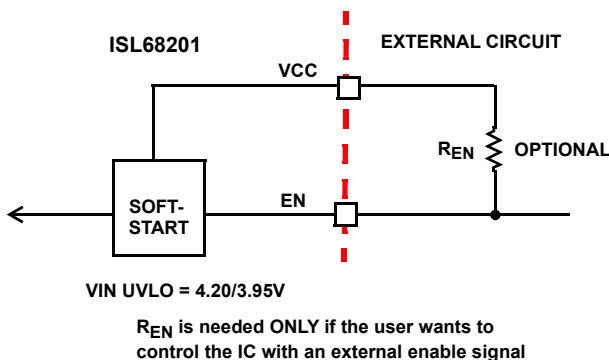 ISL68201
EXTERNAL CIRCUIT
VCC
REN
OPTIONAL
SOFT-
START
EN
VIN UVLO = 4.20/3.95V
REN is needed ONLY if the user wants to
control the IC with an external enable signal